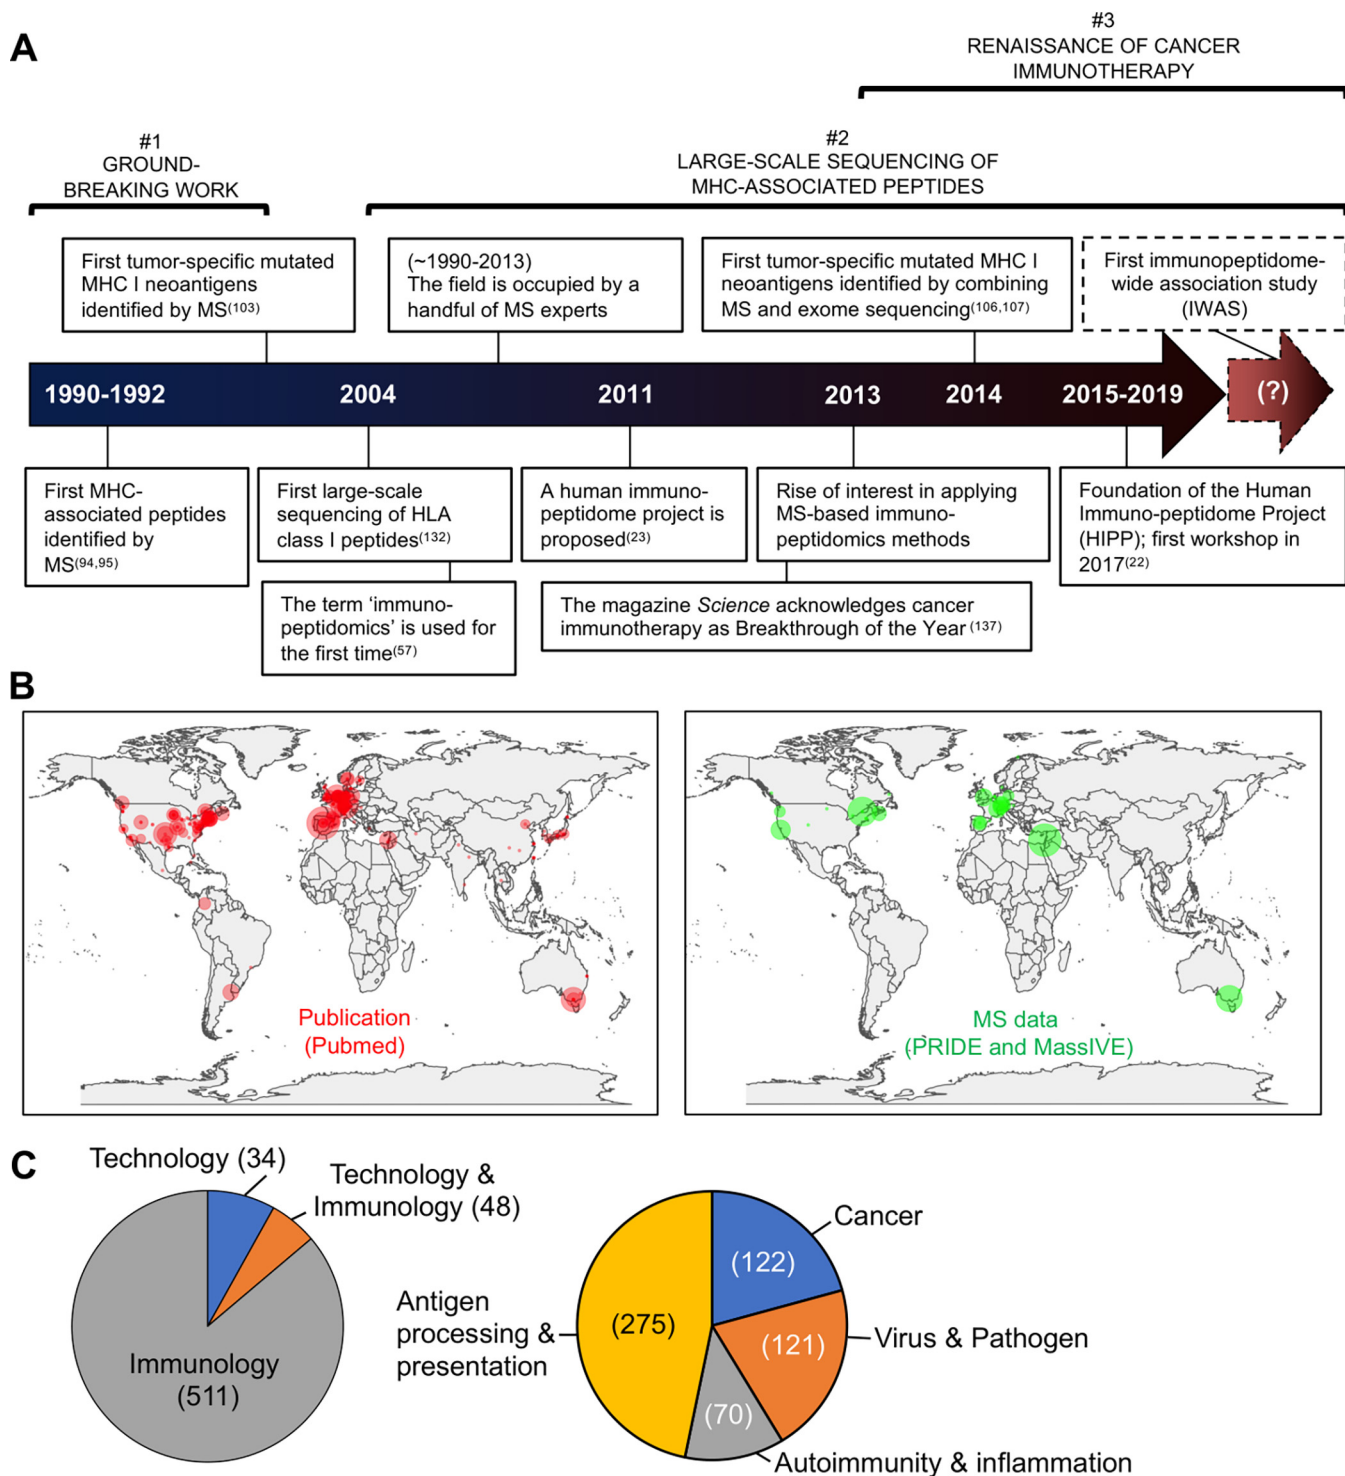 A
#3
RENAISSANCE OF CANCER
IMMUNOTHERAPY
#1
GROUND-
BREAKING WORK
#2
LARGE-SCALE SEQUENCING OF
MHC-ASSOCIATED PEPTIDES
First tumor-specific mutated
MHC I neoantigens
identified by MS(103)
(~1990-2013)
The field is occupied by a
handful of MS experts
First tumor-specific mutated MHC I
neoantigens identified by combining
MS and exome sequencing(106,107)
First immunopeptidome-
wide association study
(IWAS)
1990-1992
2004
2011
2013
2014
2015-2019
(?)
First MHC-
associated peptides
identified by
MS(94,95)
First large-scale
sequencing of HLA
class I peptides(132)
A human immuno-
peptidome project is
proposed(23)
Rise of interest in applying
MS-based immuno-
peptidomics methods
Foundation of the Human
Immuno-peptidome Project
(HIPP); first workshop in
2017(22)
The term ‘immuno-
peptidomics’ is used for
the first time(57)
The magazine Science acknowledges cancer
immunotherapy as Breakthrough of the Year (137)
B
Publication
(Pubmed)
MS data
(PRIDE and MassIVE)
C
Technology (34)
Technology &
Immunology (48)
Immunology
(511)
Antigen
processing &
presentation
(275)
Cancer
(122)
Virus & Pathogen
(121)
(70)
Autoimmunity & inflammation